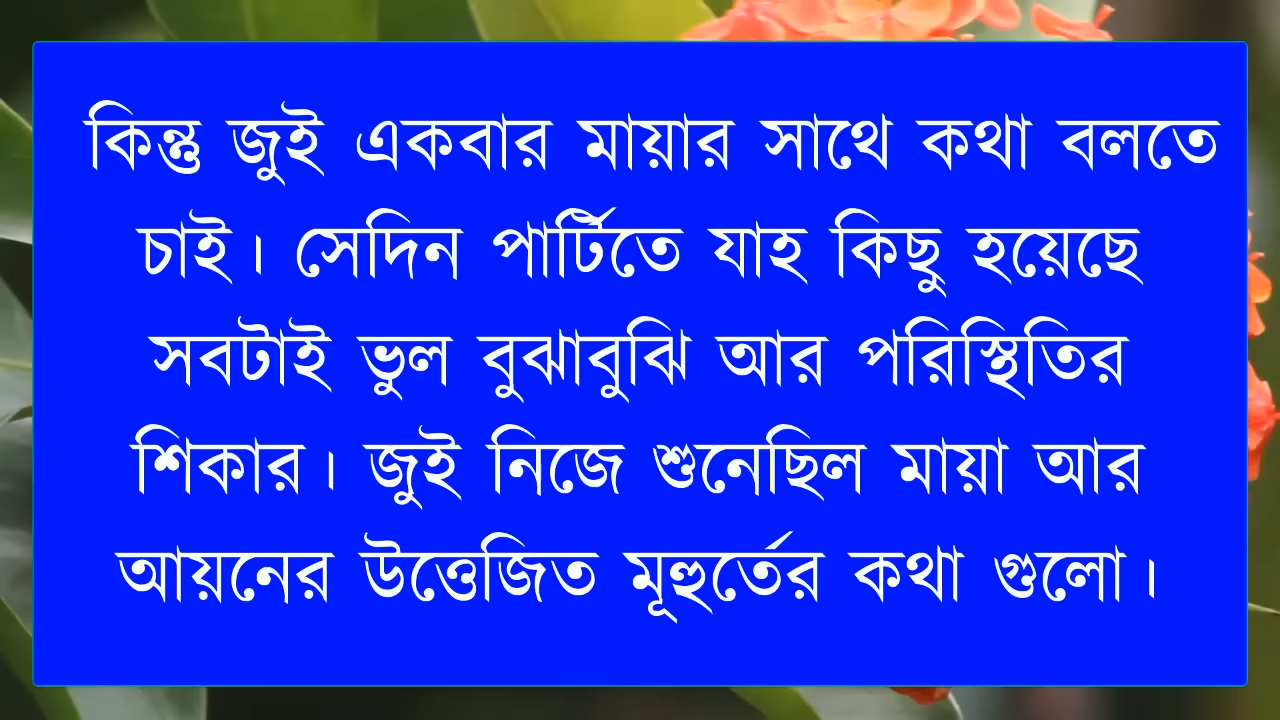 কিন্তু জুই একবার মায়ার সাথে কথা বলতে
চাই। সেদিন পার্টিতে যাহ কিছু হয়েছে
সবটাই ভুল বুঝাবুঝি আর পরিস্থিতির
শিকার। জুই নিজে শুনেছিল মায়া আর
আয়নের উত্তেজিত মূহুর্তের কথা গুলো।